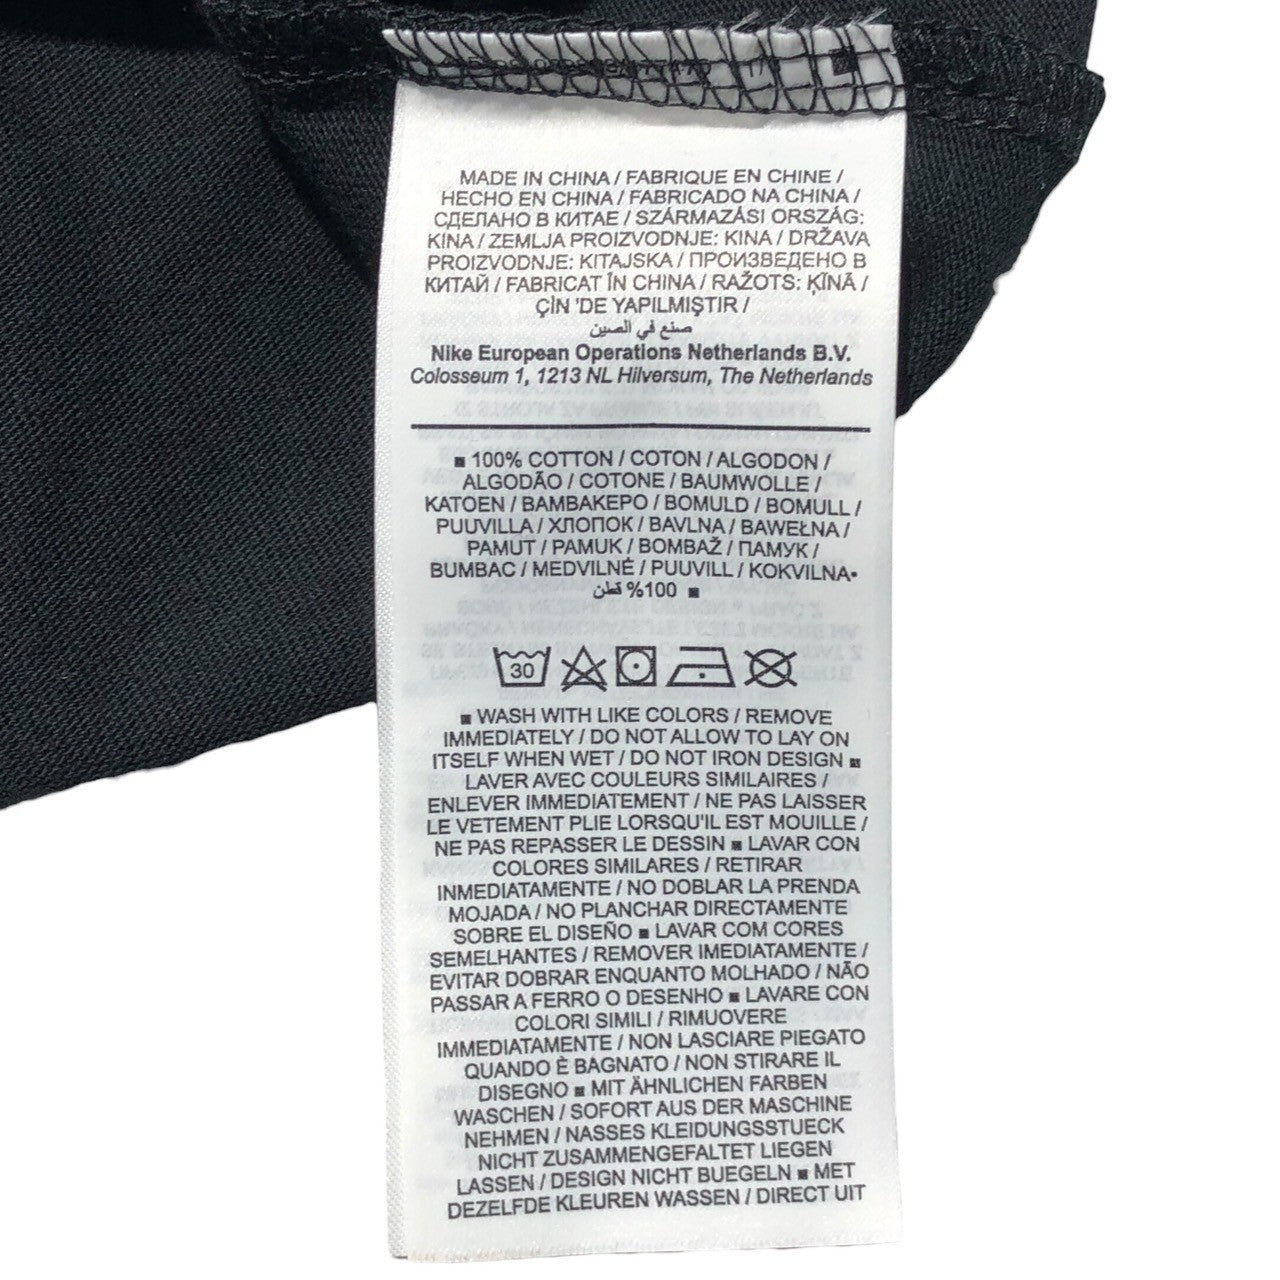 MADE IN CHINA / FABRIQUE EN CHINE /
HECHO EN CHINA / FABRICADO NA CHINA /
СДЕЛАНО В КИТАЕ / SZÁRMAZÁSI ORSZÁG:
KINA / ZEMLJA PROIZVODNJE: KINA / DRŽAVA
PROIZVODNJE: KITAJSKA / ПРОИЗВЕДЕНО В
КИТАЙ / FABRICAT ÎN CHINA / RAŽOTS: ĶĪNĀ /
ÇİN 'DE YAPILMIŞTIR /
صنع في الصين
Nike European Operations Netherlands B.V.
Colosseum 1, 1213 NL Hilversum, The Netherlands
■ 100% COTTON / COTON / ALGODON /
ALGODÃO / COTONE / BAUMWOLLE /
KATOEN / ΒΑΜΒΑΚΕΡΟ / BOMULD / BOMULL /
PUUVILLA / ХЛОПОК / BAVLNA / BAWEŁNA /
PAMUT / PAMUK / BOMBAŽ / ПАМУК /
BUMBAC / MEDVILNĖ / PUUVILL / KOKVILNA▪
100% قطن ■
30
■ WASH WITH LIKE COLORS / REMOVE
IMMEDIATELY / DO NOT ALLOW TO LAY ON
ITSELF WHEN WET / DO NOT IRON DESIGN ■
LAVER AVEC COULEURS SIMILAIRES /
ENLEVER IMMEDIATEMENT / NE PAS LAISSER
LE VETEMENT PLIE LORSQU'IL EST MOUILLE /
NE PAS REPASSER LE DESSIN ■ LAVAR CON
COLORES SIMILARES / RETIRAR
INMEDIATAMENTE / NO DOBLAR LA PRENDA
MOJADA / NO PLANCHAR DIRECTAMENTE
SOBRE EL DISEÑO ■ LAVAR COM CORES
SEMELHANTES / REMOVER IMEDIATAMENTE /
EVITAR DOBRAR ENQUANTO MOLHADO / NÃO
PASSAR A FERRO O DESENHO ■ LAVARE CON
COLORI SIMILI / RIMUOVERE
IMMEDIATAMENTE / NON LASCIARE PIEGATO
QUANDO È BAGNATO / NON STIRARE IL
DISEGNO ■ MIT ÄHNLICHEN FARBEN
WASCHEN / SOFORT AUS DER MASCHINE
NEHMEN / NASSES KLEIDUNGSSTUECK
NICHT ZUSAMMENGEFALTET LIEGEN
LASSEN / DESIGN NICHT BUEGELN ■ MET
DEZELFDE KLEUREN WASSEN / DIRECT UIT